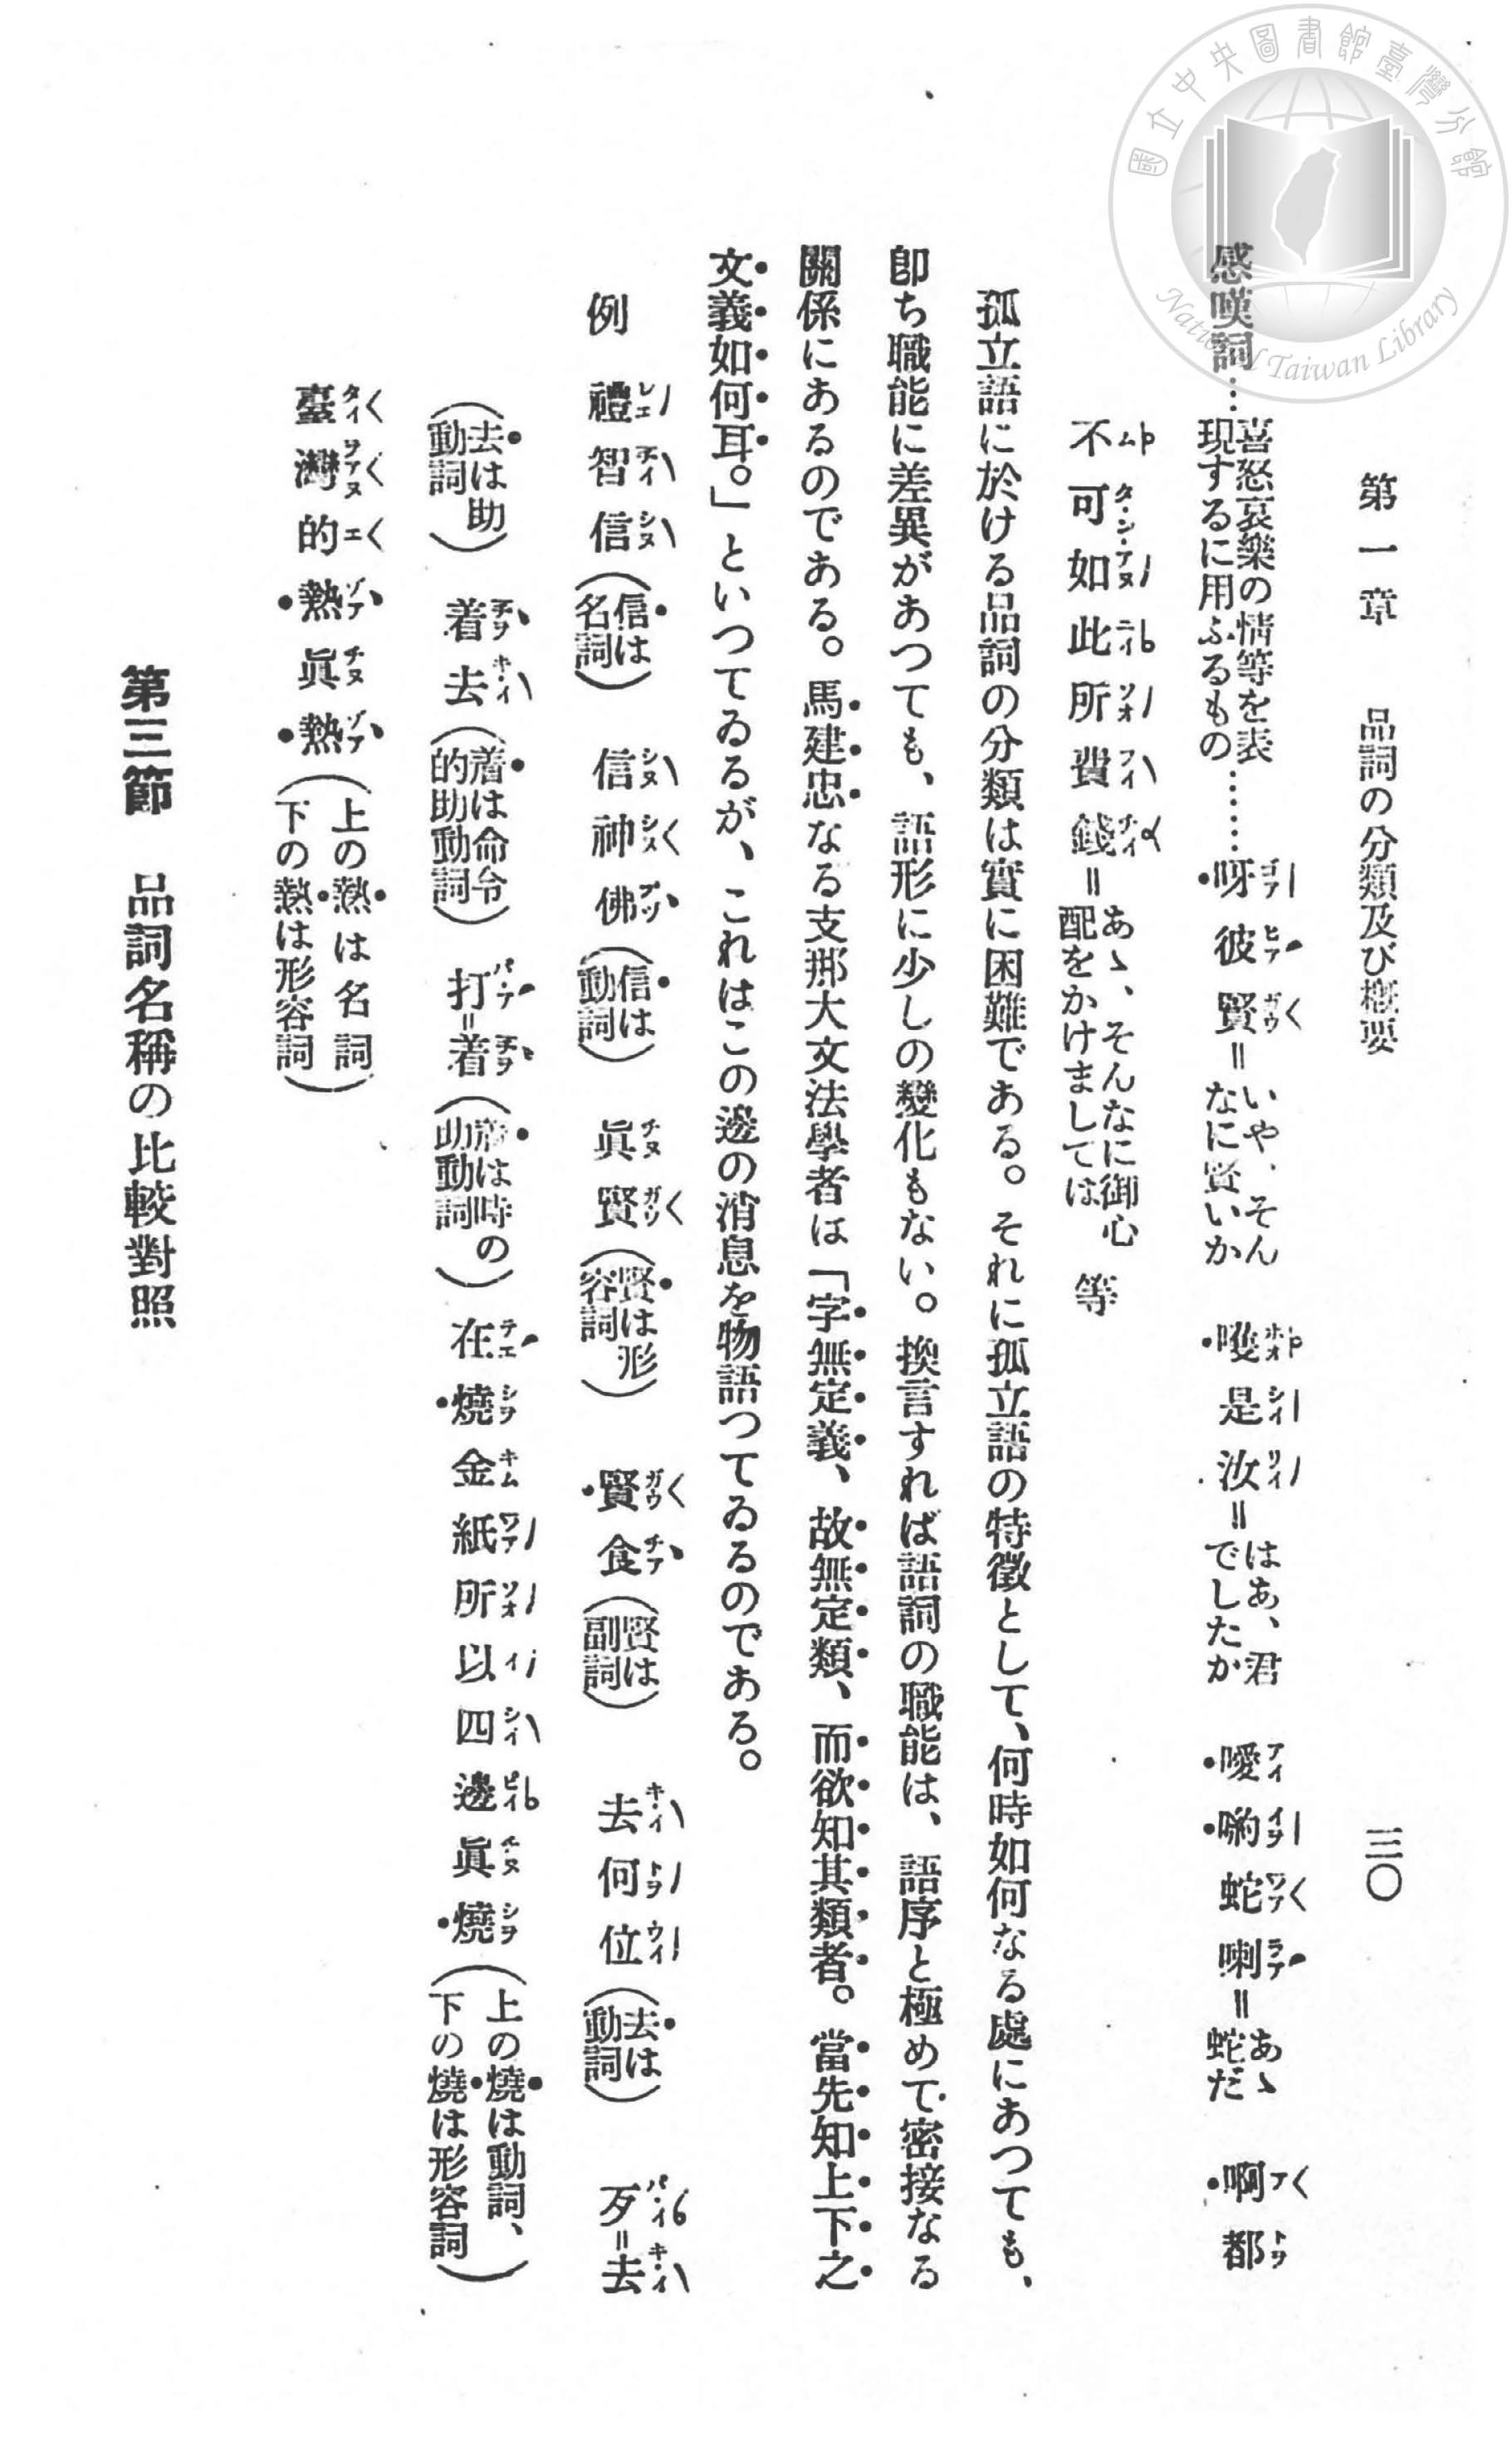 國立中央圖書館臺灣分館
National Taiwan Library
第一章 品詞の分類及び概要 三〇
感嘆詞…喜怒哀樂の情等を表現するに用ふるもの……呀彼賢＝いや、そんなに賢いか 嚄是汝＝はあ、君でしたか 噯喲蛇喇＝あゝ蛇だ 啊都
不可如此所費錢＝あゝ、そんなに御心配をかけましては 等
孤立語に於ける品詞の分類は實に困難である。それに孤立語の特徵として、何時如何なる處にあつても、
卽ち職能に差異があつても、語形に少しの變化もない。換言すれば語詞の職能は、語序と極めて密接なる
關係にあるのである。馬建忠なる支那大文法學者は「字無定義、故無定類、而欲知其類者。當先知上下之
文義如何耳。」といつてゐるが、これはこの邊の消息を物語つてゐるのである。
例 禮智信（信は名詞） 信神佛（信は動詞） 眞賢（賢は形容詞） 賢食（賢は副詞） 去何位（去は動詞） 歹＝去
（去は助動詞） 着去（着は命令的助動詞） 打＝着（着は時の助動詞） 在燒金紙所以四邊眞燒（上の燒は動詞、下の燒は形容詞）
臺灣的熱眞熱（上の熱は名詞下の熱は形容詞）
第三節 品詞名稱の比較對照